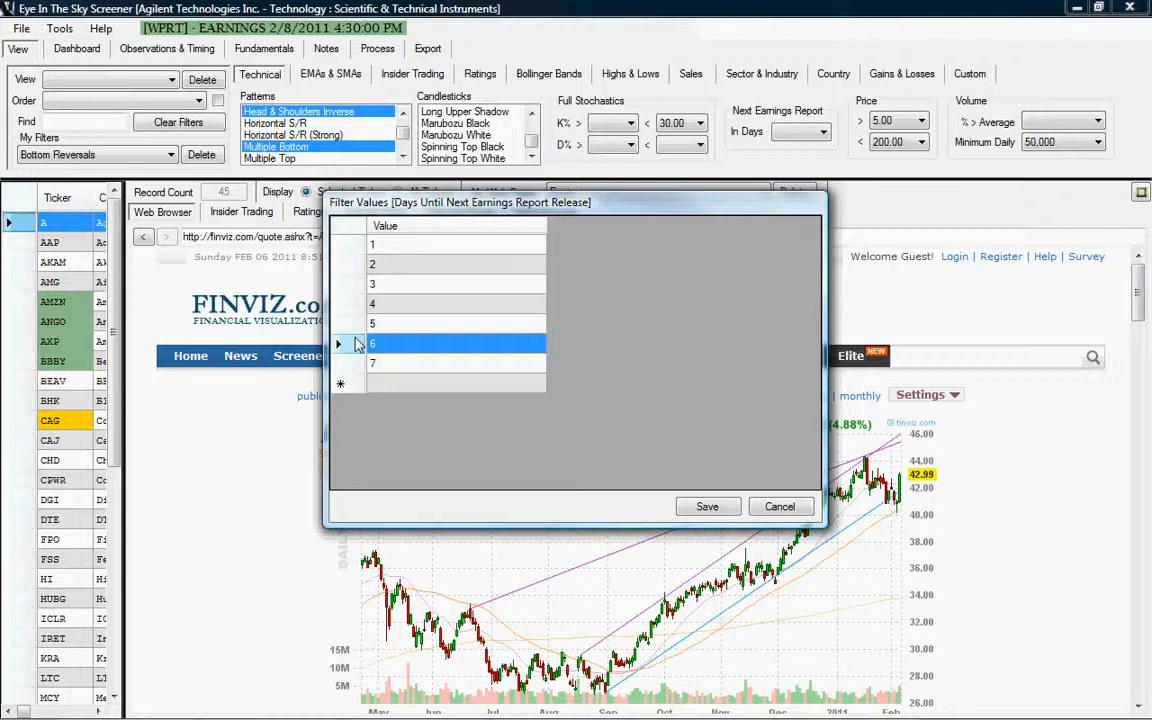 Eye In The Sky Screener [Agilent Technologies Inc. - Technology : Scientific & Technical Instruments]
File Tools Help [WPRT] - EARNINGS 2/8/2011 4:30:00 PM
View Dashboard Observations & Timing Fundamentals Notes Process Export
View Delete Technical EMAs & SMAs Insider Trading Ratings Bollinger Bands Highs & Lows Sales Sector & Industry Country Gains & Losses Custom
Order Patterns Candlesticks Full Stochastics Next Earnings Report Price Volume
Find Clear Filters Head & Shoulders Inverse Long Upper Shadow K% > < 30.00 In Days > 5.00 % > Average
Horizontal S/R Marubozu Black
My Filters Horizontal S/R (Strong) Marubozu White D% > < < 200.00 Minimum Daily 50,000
Bottom Reversals Delete Multiple Bottom Spinning Top Black
Multiple Top Spinning Top White
Ticker C Record Count 45 Display
A Web Browser Insider Trading
AAP < > http://finviz.com/quote.ashx?t=
AKAM Sunday FEB 06 2011 8:
AMG
AMZN
ANGO
AXP
BBBY
BEAV
BHK
CAG
CAJ
CHD
CPWR
DGI
DTE
FPO
FSS
HI
HUBG
ICLR
IRET
KRA
LTC
MCY
Filter Values [Days Until Next Earnings Report Release]
Value
1
2
3
4
5
6
7
Save Cancel
Welcome Guest! Login | Register | Help | Survey
FINVIZ.co
FINANCIAL VISUALIZATI
Home News Screene Elite NEW
publi | monthly Settings
(4.88%) © finviz.com
46.00
44.00
42.99
42.00
40.00
38.00
36.00
34.00
32.00
30.00
28.00
26.00
DAILY
15M
10M
5M
May Jun Jul Aug Sep Oct Nov Dec 2011 Feb